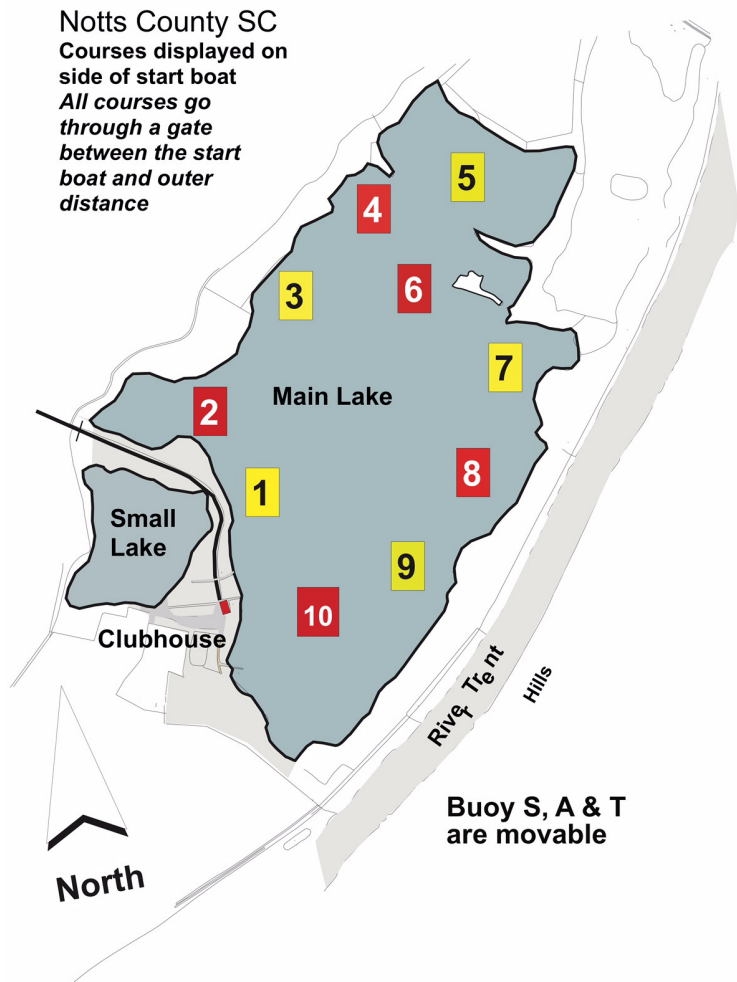 Notts County SC
Courses displayed on
side of start boat
All courses go
through a gate
between the start
boat and outer
distance
5
4
6
3
7
Main Lake
2
8
1
Small
Lake
9
10
Clubhouse
River Trent
Hills
Buoy S, A & T
are movable
North